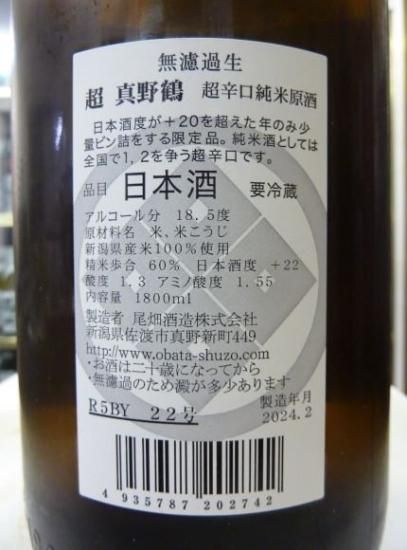 無濾過生
超 真野鶴 超辛口純米原酒
日本酒度が+20を超えた年のみ少
量ビン詰をする限定品。純米酒としては
全国で1,2を争う超辛口です。
品目 日本酒 要冷蔵
アルコール分 18.5度
原材料名 米、米こうじ
新潟県産米100%使用
精米歩合 60% 日本酒度 +22
酸度 1.3 アミノ酸度 1.55
内容量 1800ml
製造者 尾畑酒造株式会社
新潟県佐渡市真野新町449
http://www.obata-shuzo.com/
・お酒は二十歳になってから
・無濾過のため澱が多少あります
製造年月
R5BY 22号 2024.2
4 935787 202742